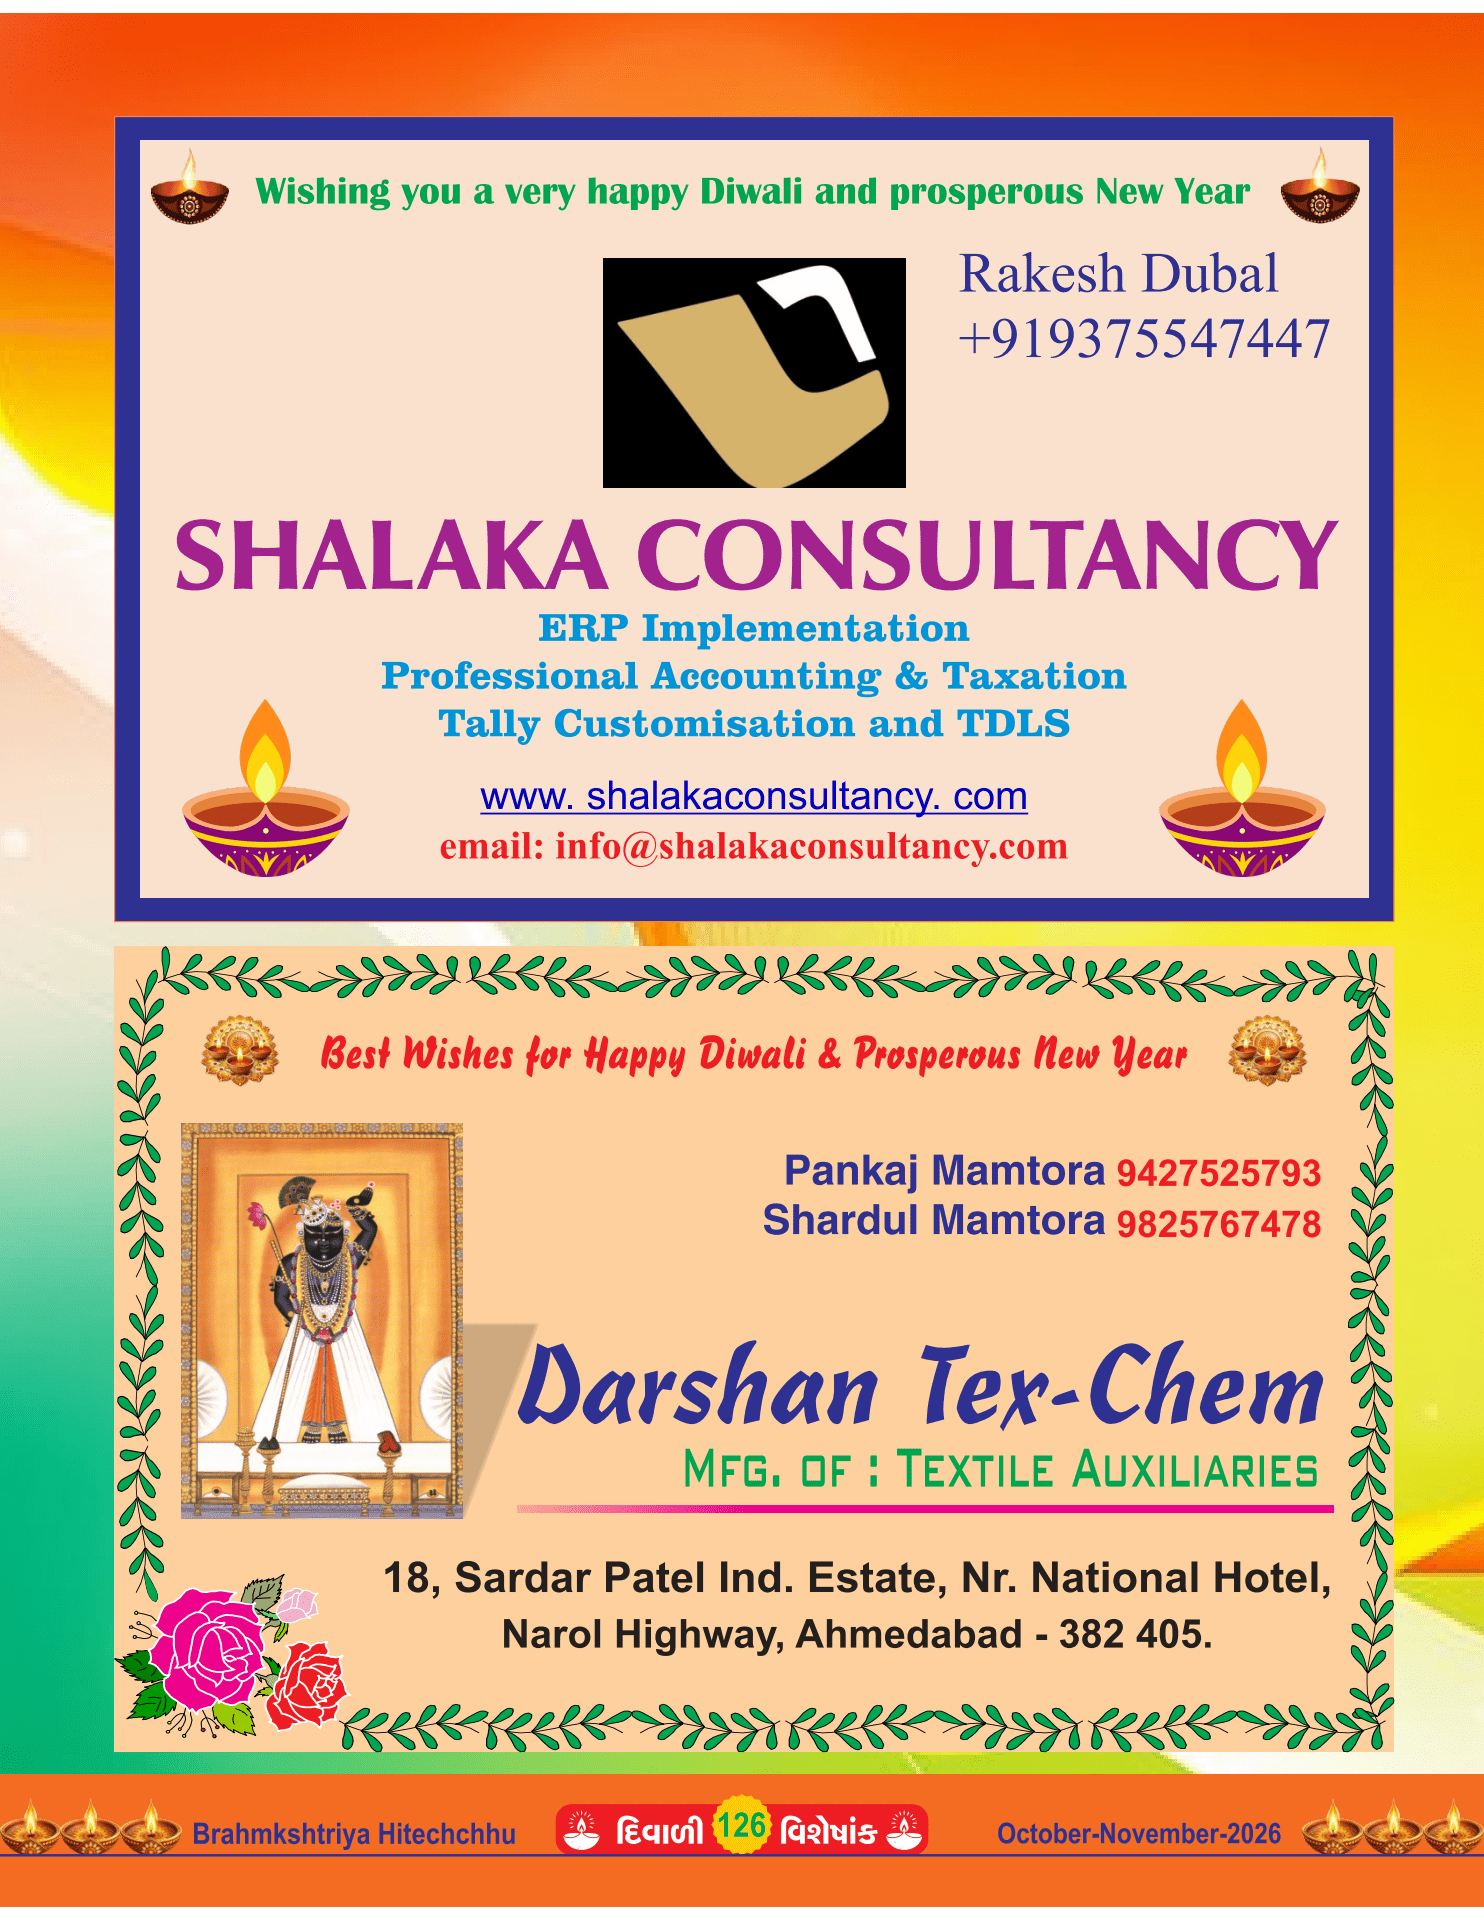 Wishing you a very happy Diwali and prosperous New Year
Rakesh Dubal
+919375547447
SHALAKA CONSULTANCY
ERP Implementation
Professional Accounting & Taxation
Tally Customisation and TDLS
www. shalakaconsultancy. com
email: info@shalakaconsultancy.com
Best Wishes for Happy Diwali & Prosperous New Year
Pankaj Mamtora 9427525793
Shardul Mamtora 9825767478
Darshan Tex-Chem
MFG. OF : TEXTILE AUXILIARIES
18, Sardar Patel Ind. Estate, Nr. National Hotel,
Narol Highway, Ahmedabad - 382 405.
Brahmkshtriya Hitechchhu દિવાળી 126 વિશેષાંક October-November-2026